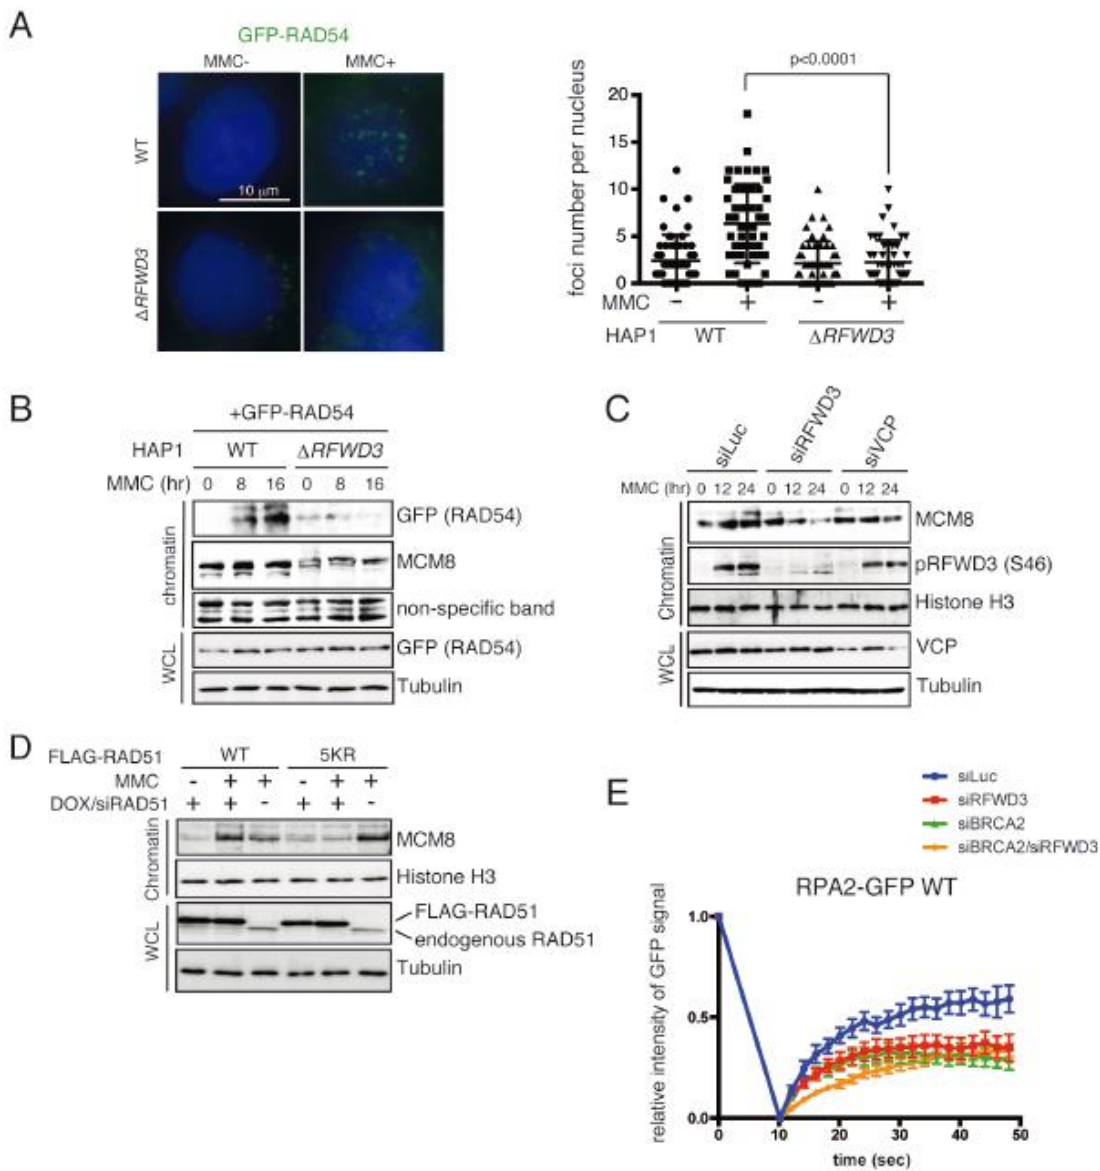 A
GFP-RAD54
MMC- MMC+
WT
10 μm
ΔRFWD3
p<0.0001
foci number per nucleus
20
15
10
5
0
MMC - + - +
HAP1 WT ΔRFWD3
B
+GFP-RAD54
HAP1 WT ΔRFWD3
MMC (hr) 0 8 16 0 8 16
chromatin
GFP (RAD54)
MCM8
non-specific band
WCL
GFP (RAD54)
Tubulin
C
siLuc siRFWD3 siVCP
MMC (hr) 0 12 24 0 12 24 0 12 24
Chromatin
MCM8
pRFWD3 (S46)
Histone H3
WCL
VCP
Tubulin
D
FLAG-RAD51 WT 5KR
MMC - + + - + +
DOX/siRAD51 + + - + + -
Chromatin
MCM8
Histone H3
WCL
FLAG-RAD51
endogenous RAD51
Tubulin
E
siLuc
siRFWD3
siBRCA2
siBRCA2/siRFWD3
RPA2-GFP WT
relative intensity of GFP signal
1.0
0.5
0.0
0 10 20 30 40 50
time (sec)